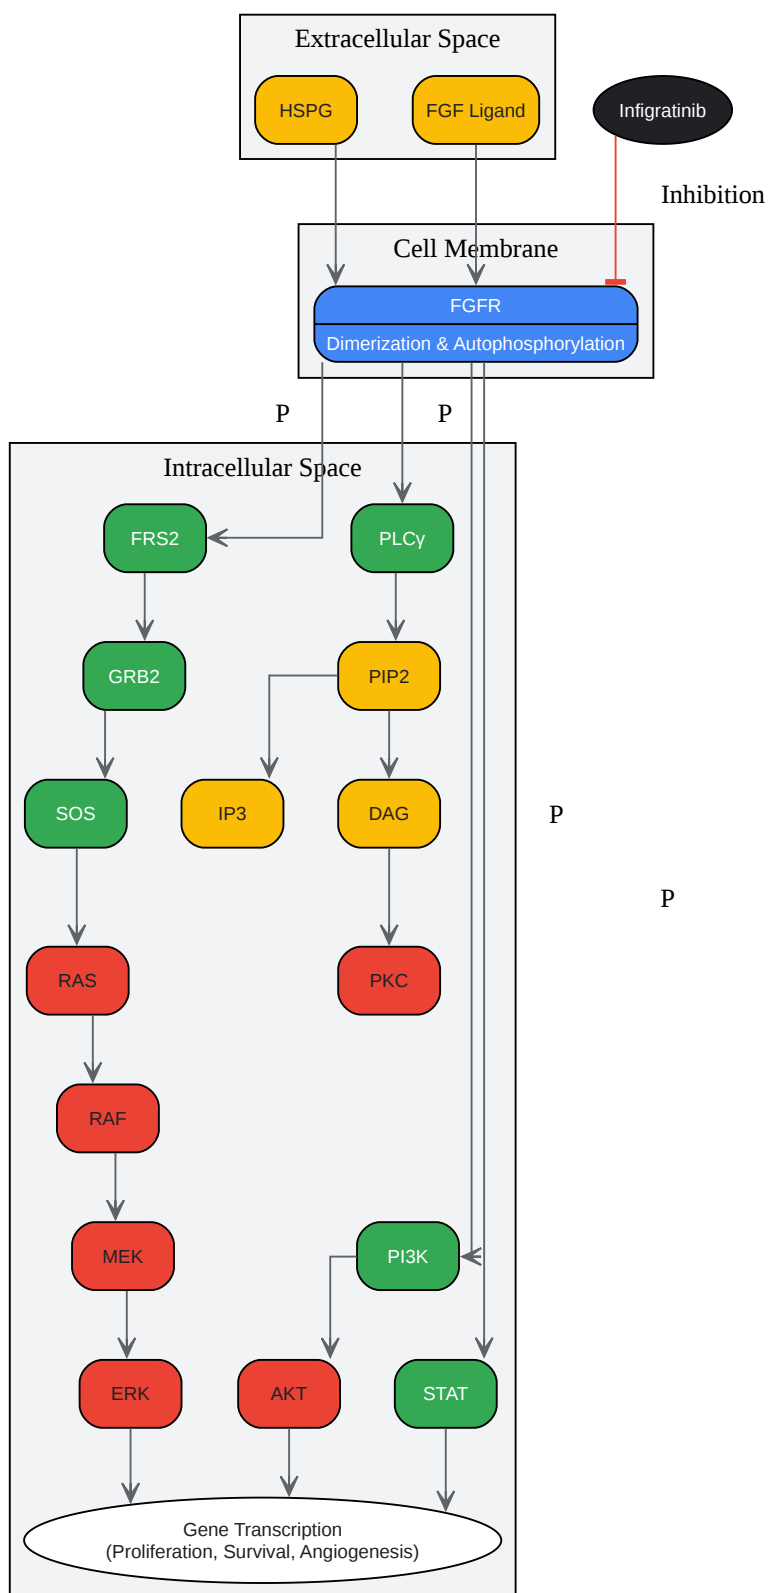 Extracellular Space
HSPG
FGF Ligand
Infigratinib
Inhibition
Cell Membrane
FGFR
Dimerization & Autophosphorylation
P
P
Intracellular Space
FRS2
PLCγ
GRB2
PIP2
SOS
IP3
DAG
P
P
RAS
PKC
RAF
MEK
PI3K
ERK
AKT
STAT
Gene Transcription
(Proliferation, Survival, Angiogenesis)